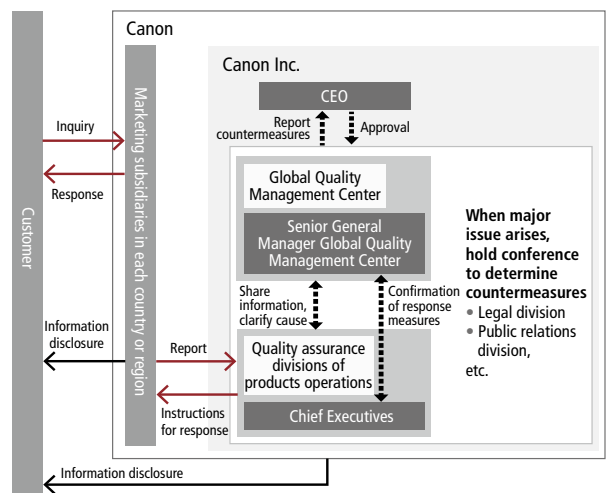 Canon
Canon Inc.
CEO
Report
countermeasures
Approval
Inquiry
Response
Customer
Marketing subsidiaries in each country or region
Global Quality
Management Center
Senior General
Manager Global Quality
Management Center
When major
issue arises,
hold conference
to determine
countermeasures
• Legal division
• Public relations
division,
etc.
Share
information,
clarify cause
Confirmation
of response
measures
Information
disclosure
Report
Quality assurance
divisions of
products operations
Instructions
for response
Chief Executives
Information disclosure